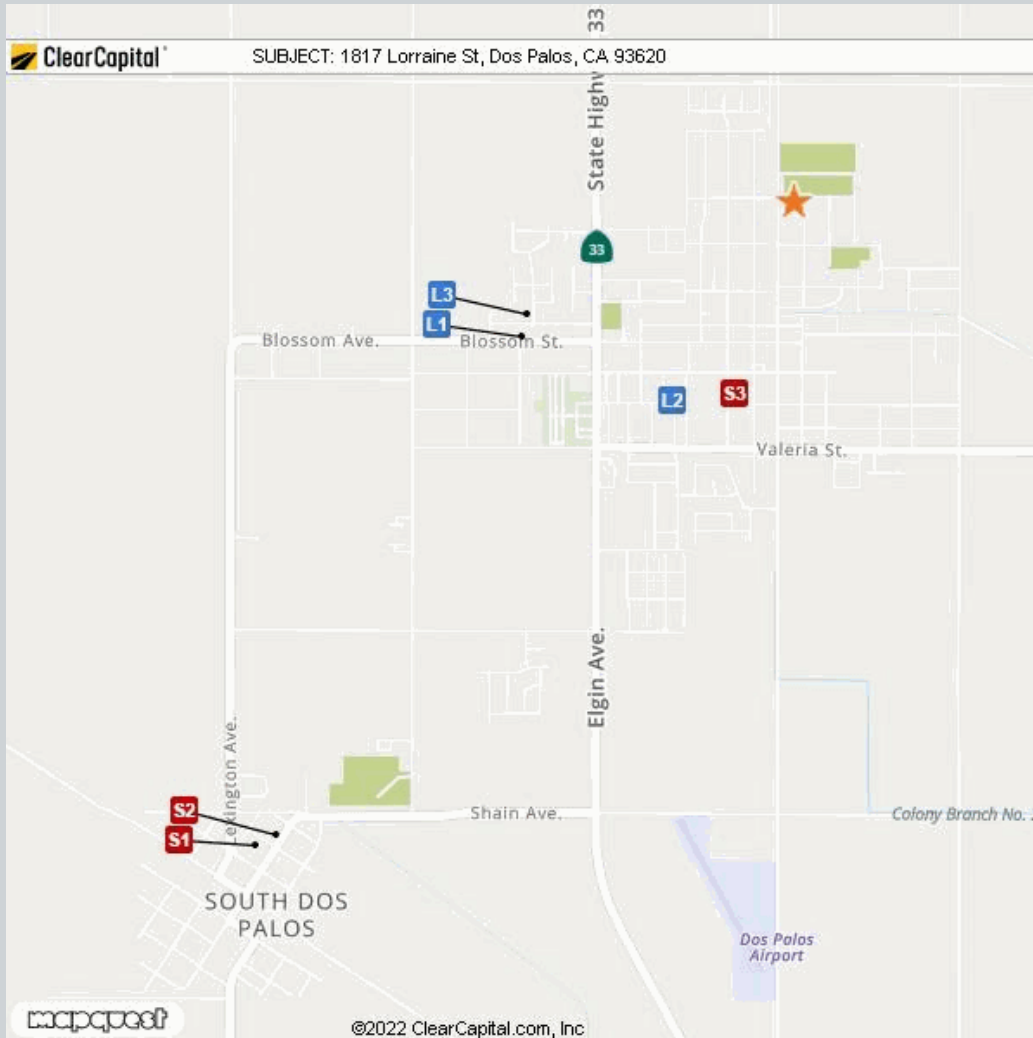 33
ClearCapital
SUBJECT: 1817 Lorraine St, Dos Palos, CA 93620
State Highw
33
L3
L1
Blossom Ave.
Blossom St.
L2
S3
Valeria St.
Elgin Ave.
Lexington Ave.
S2
S1
Shain Ave.
Colony Branch No.
SOUTH DOS
PALOS
Dos Palos
Airport
mapquest
©2022 ClearCapital.com, Inc